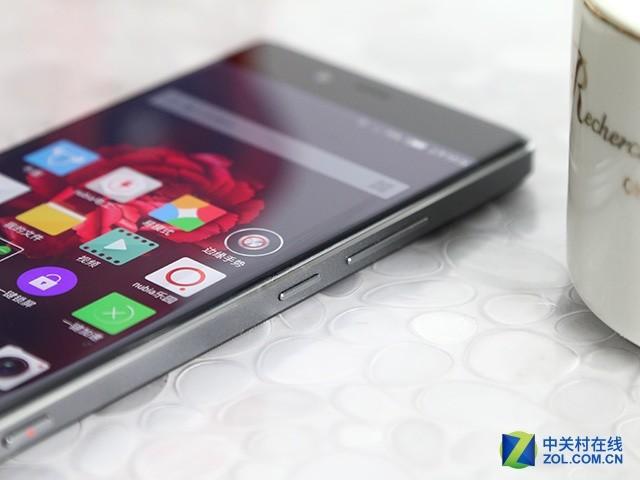 我的文件
边缘手势
视频
nubia乐园
一键锁屏
一键加速
Recherc
中关村在线
ZOL.COM.CN